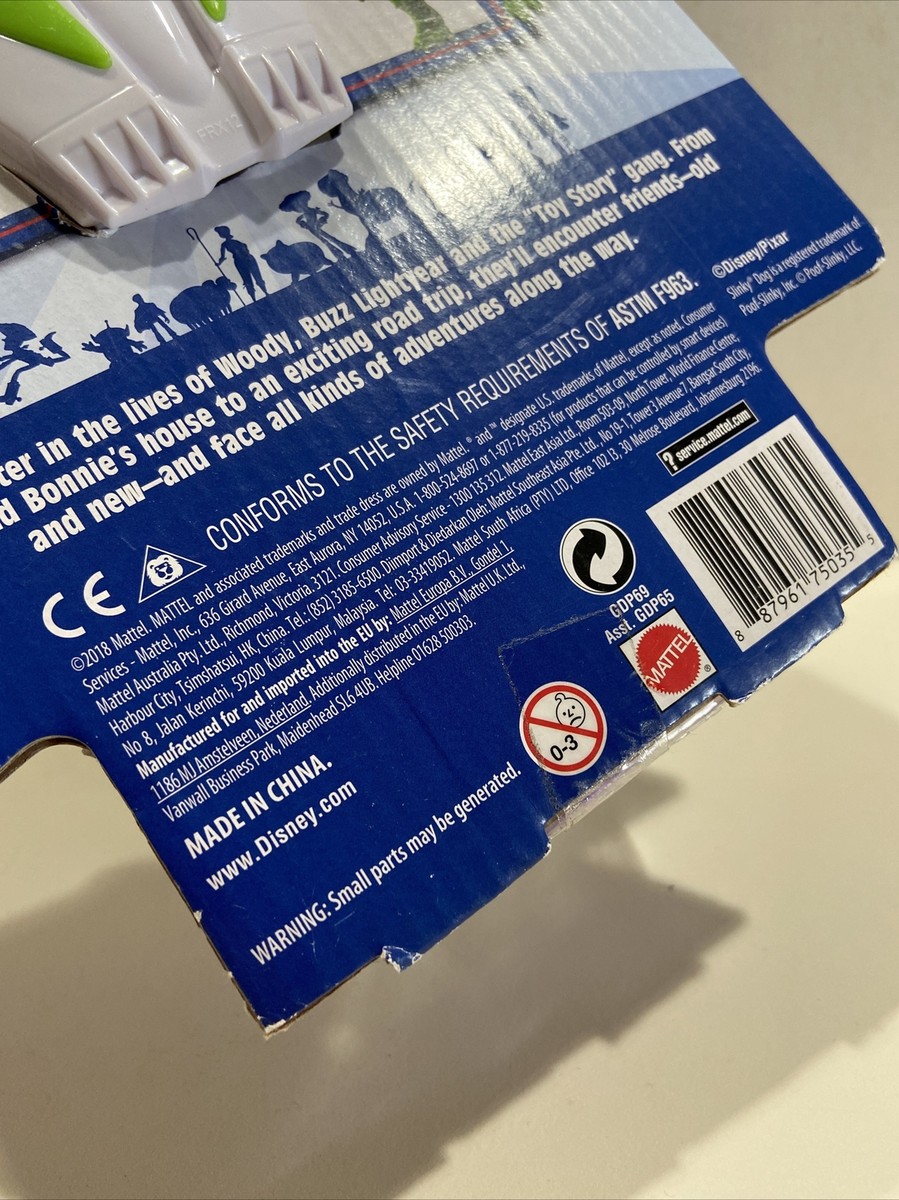 ter in the lives of Woody, Buzz Lightyear and the "Toy Story" gang. From
d Bonnie's house to an exciting road trip, they'll encounter friends—old
and new—and face all kinds of adventures along the way.
©Disney/Pixar
Slinky® Dog is a registered trademark of
Poof-Slinky, Inc. © Poof-Slinky, LLC.
CE CONFORMS TO THE SAFETY REQUIREMENTS OF ASTM F963.
©2018 Mattel. MATTEL and associated trademarks and trade dress are owned by Mattel. ® and ™ designate U.S. trademarks of Mattel, except as noted. Consumer
Services - Mattel, Inc., 636 Girard Avenue, East Aurora, NY 14052, U.S.A. 1-800-524-8697 or 1-877-219-8335 (for products that can be controlled by smart devices)
Mattel Australia Pty. Ltd., Richmond, Victoria. 3121. Consumer Advisory Service - 1300 135 312. Mattel East Asia Ltd., Room 503-09, North Tower, World Finance Centre,
Harbour City, Tsimshatsui, HK, China. Tel.: (852) 3185-6500. Diimport & Diedarkan Oleh: Mattel Southeast Asia Pte. Ltd., No 19-1, Tower 3 Avenue 7, Bangsar South City,
No 8, Jalan Kerinchi, 59200 Kuala Lumpur, Malaysia. Tel. 03-33419052. Mattel South Africa (PTY) LTD, Office 102 I3, 30 Melrose Boulevard, Johannesburg 2196.
Manufactured for and imported into the EU by: Mattel Europa B.V., Gondel 1,
1186 MJ Amstelveen, Nederland. Additionally distributed in the EU by: Mattel U.K. Ltd.,
Vanwall Business Park, Maidenhead SL6 4UB. Helpline 01628 500303.
MADE IN CHINA.
www.Disney.com
WARNING: Small parts may be generated.
0-3
GDP69
Asst. GDP65
MATTEL®
? service.mattel.com
8 87961 75035 5